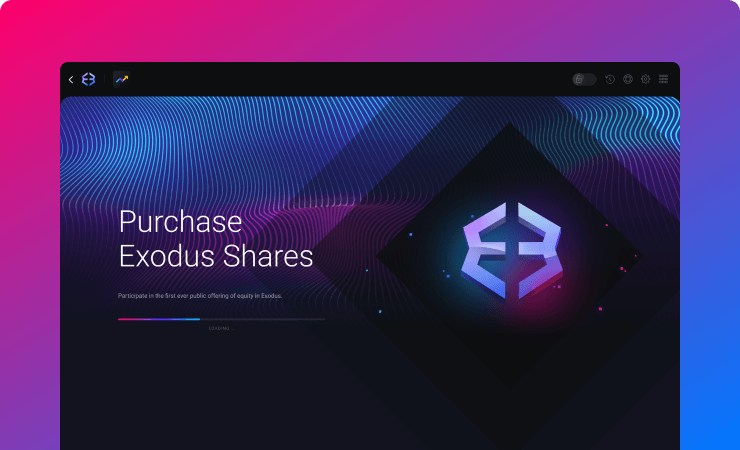 Purchase
Exodus Shares
Participate in the first ever public offering of equity in Exodus.
LOADING...